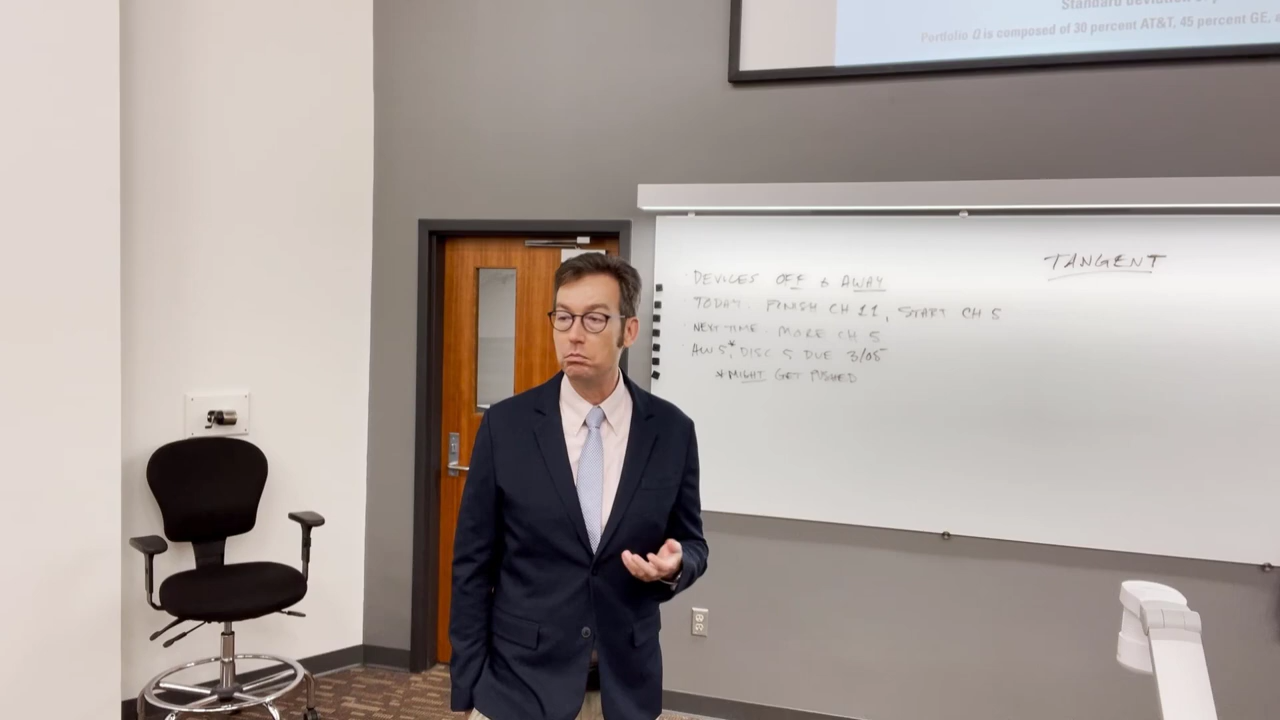 Standard deviation
Portfolio D is composed of 30 percent AT&T, 45 percent GE,
TANGENT
DEVICES OFF & AWAY
TODAY: FINISH CH 11, START CH 5
NEXT TIME: MORE CH 5
5*, DISC 5 DUE 3/05
*MIGHT GET PUSHED